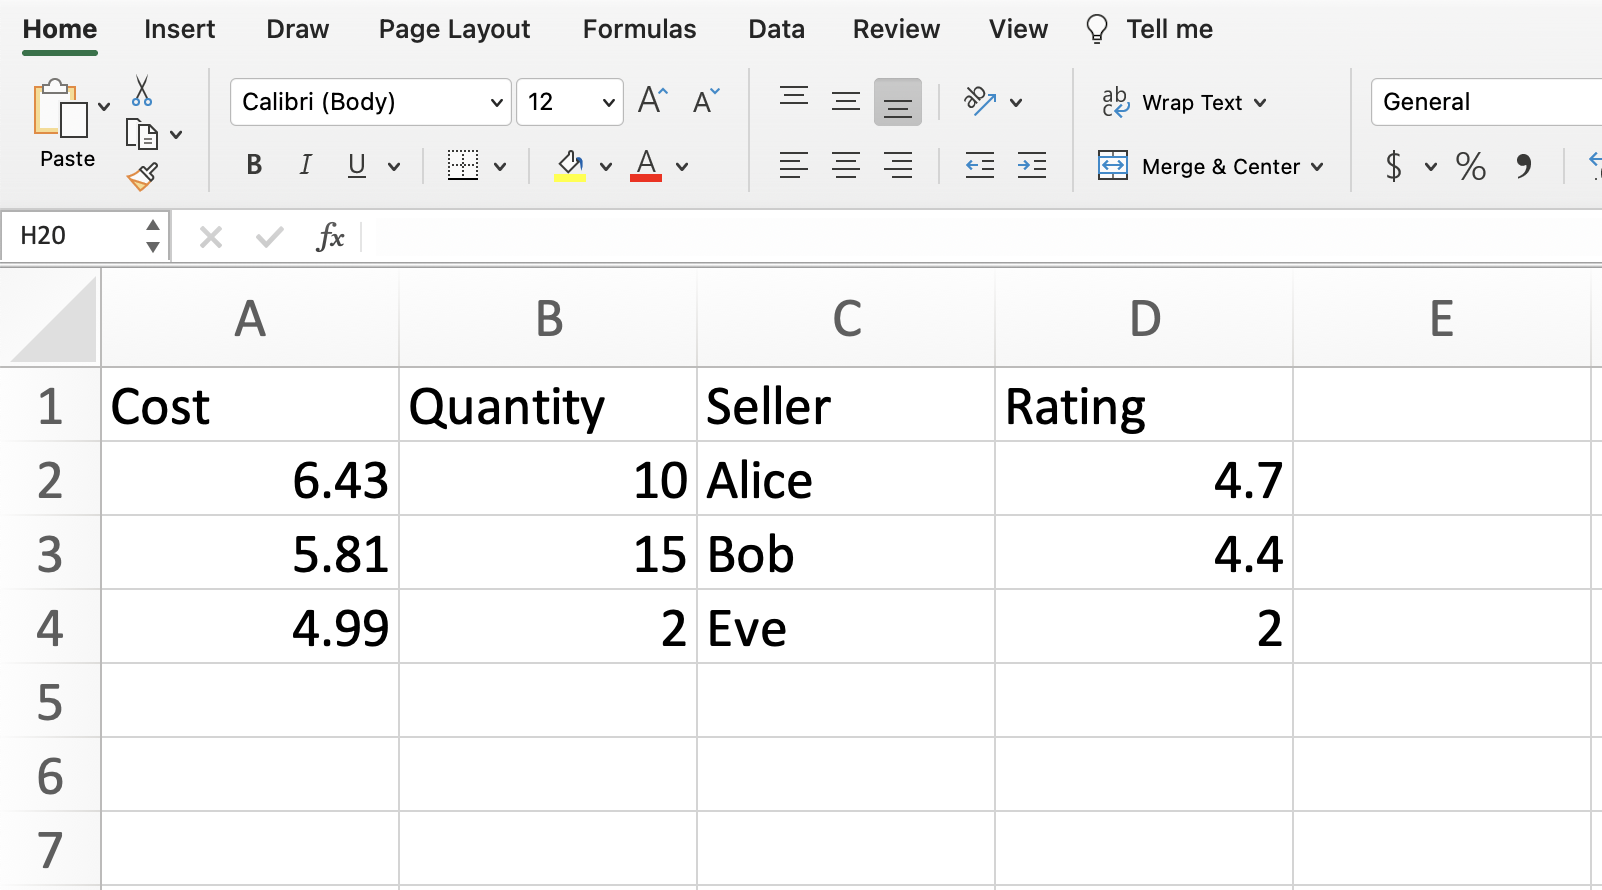 Home Insert Draw Page Layout Formulas Data Review View Tell me
Calibri (Body) 12 A A ab ab c Wrap Text General
Paste B I U A Merge & Center $ % ,
H20 fx
A B C D E
1 Cost Quantity Seller Rating
2 6.43 10 Alice 4.7
3 5.81 15 Bob 4.4
4 4.99 2 Eve 2
5
6
7